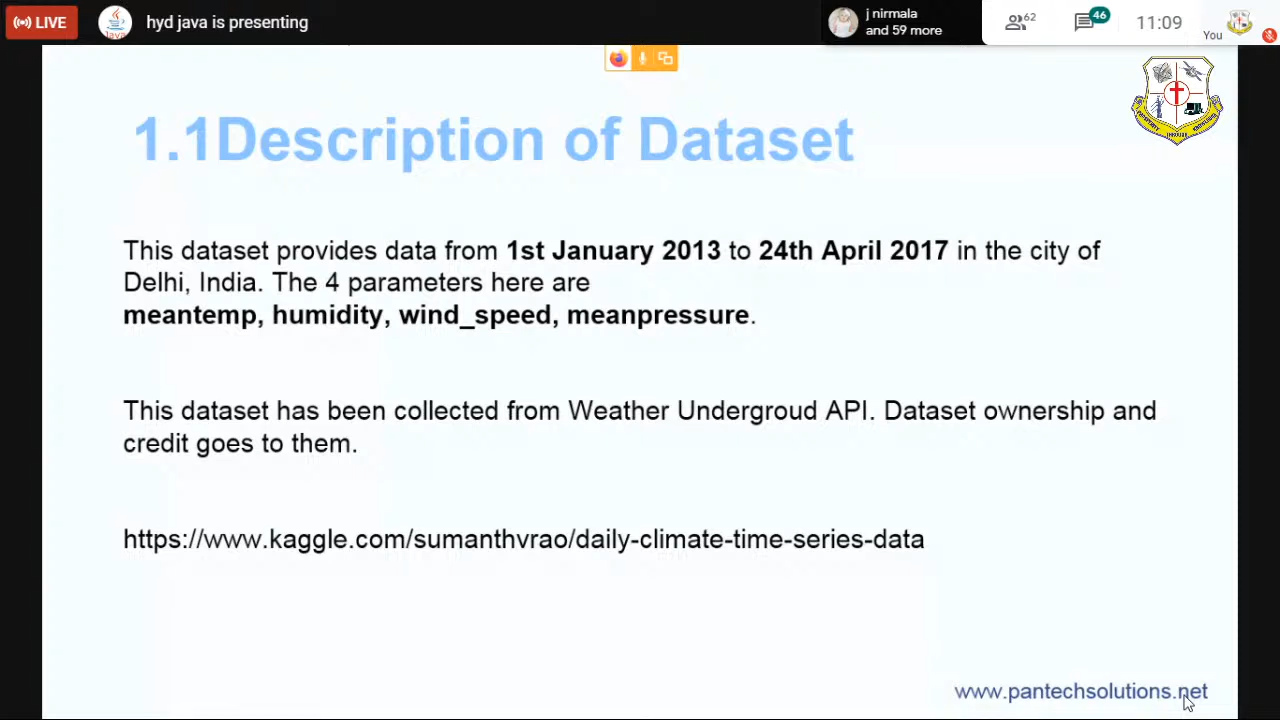 LIVE
hyd java is presenting
j nirmala
and 59 more
62
46
11:09
You
Java
1.1Description of Dataset
This dataset provides data from 1st January 2013 to 24th April 2017 in the city of
Delhi, India. The 4 parameters here are
meantemp, humidity, wind_speed, meanpressure.
This dataset has been collected from Weather Undergroud API. Dataset ownership and
credit goes to them.
https://www.kaggle.com/sumanthvrao/daily-climate-time-series-data
www.pantechsolutions.net